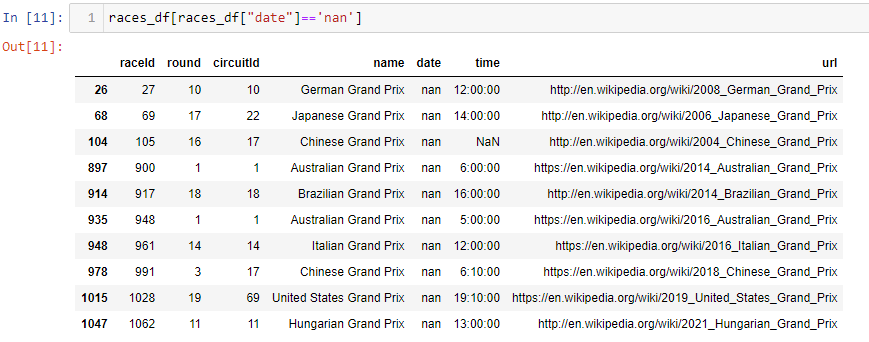 In [11]: 1 races_df[races_df["date"]=='nan']
Out[11]:
raceId round circuitId name date time url
26 27 10 10 German Grand Prix nan 12:00:00 http://en.wikipedia.org/wiki/2008_German_Grand_Prix
68 69 17 22 Japanese Grand Prix nan 14:00:00 http://en.wikipedia.org/wiki/2006_Japanese_Grand_Prix
104 105 16 17 Chinese Grand Prix nan NaN http://en.wikipedia.org/wiki/2004_Chinese_Grand_Prix
897 900 1 1 Australian Grand Prix nan 6:00:00 https://en.wikipedia.org/wiki/2014_Australian_Grand_Prix
914 917 18 18 Brazilian Grand Prix nan 16:00:00 http://en.wikipedia.org/wiki/2014_Brazilian_Grand_Prix
935 948 1 1 Australian Grand Prix nan 5:00:00 https://en.wikipedia.org/wiki/2016_Australian_Grand_Prix
948 961 14 14 Italian Grand Prix nan 12:00:00 https://en.wikipedia.org/wiki/2016_Italian_Grand_Prix
978 991 3 17 Chinese Grand Prix nan 6:10:00 https://en.wikipedia.org/wiki/2018_Chinese_Grand_Prix
1015 1028 19 69 United States Grand Prix nan 19:10:00 https://en.wikipedia.org/wiki/2019_United_States_Grand_Prix
1047 1062 11 11 Hungarian Grand Prix nan 13:00:00 http://en.wikipedia.org/wiki/2021_Hungarian_Grand_Prix